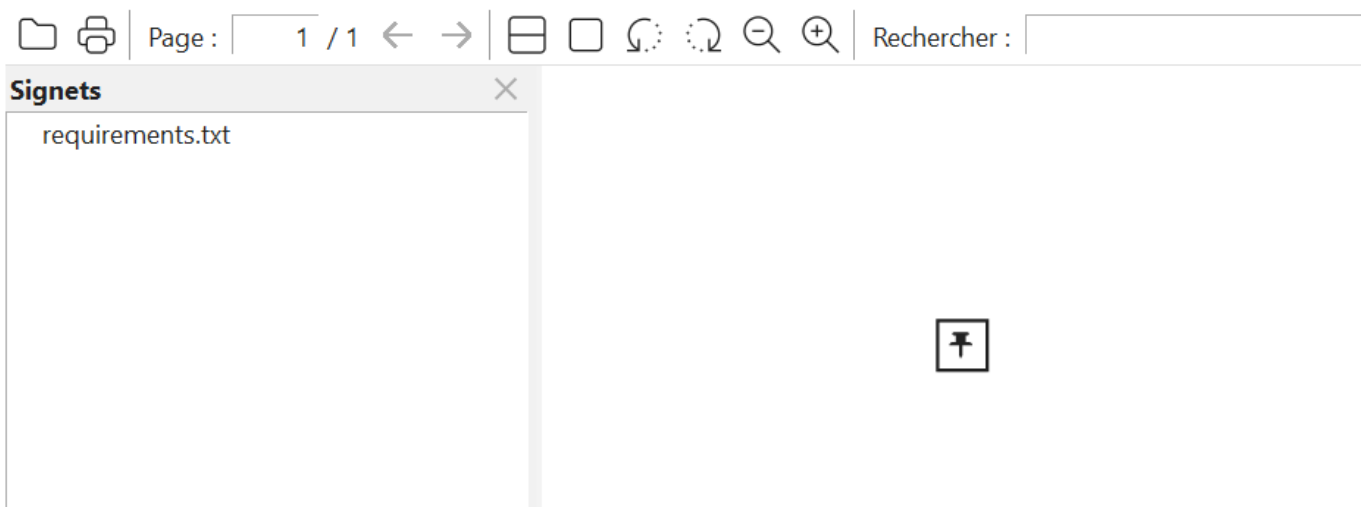 Page : 1 / 1 Rechercher :
Signets
requirements.txt